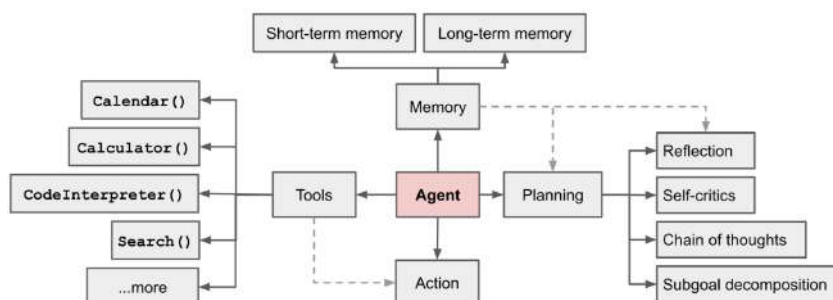 Short-term memory
Long-term memory
Calendar()
Memory
Calculator()
Reflection
CodeInterpreter()
Tools
Agent
Planning
Self-critics
Search()
Chain of thoughts
...more
Action
Subgoal decomposition